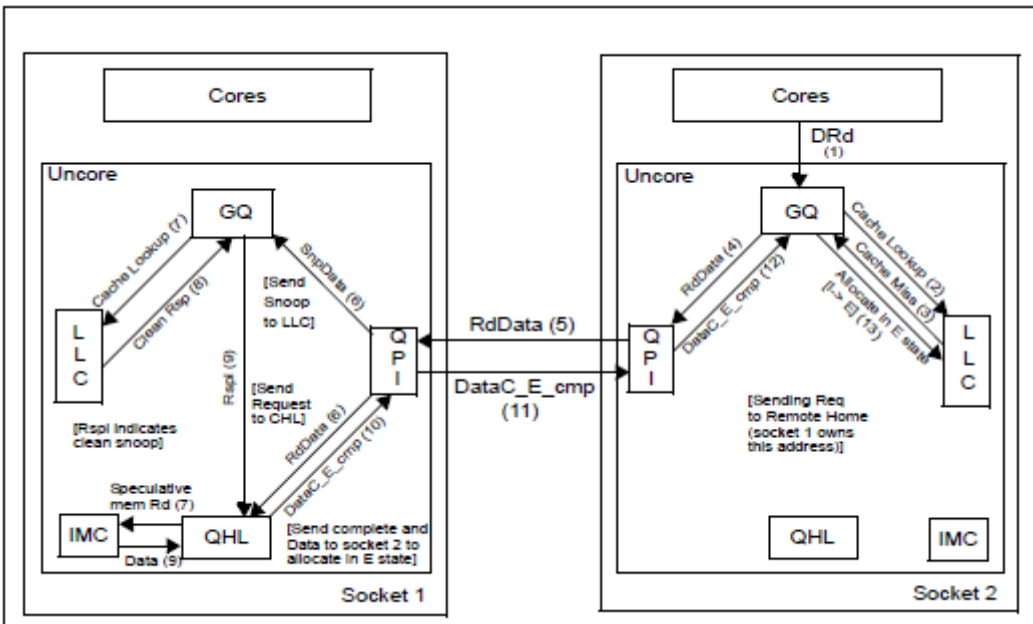 Cores
Uncore
GQ
Cache Lookup (7)
Clean Rsp (8)
SnpData (6)
[Send
Snoop
to LLC]
L
L
C
Q
P
I
RspI (9)
[Send
Request
to CHL]
RdData (6)
DataC_E_cmp (10)
[RspI indicates
clean snoop]
Speculative
mem Rd (7)
IMC
QHL
Data (9)
[Send complete and
Data to socket 2 to
allocate in E state]
Socket 1
RdData (5)
DataC_E_cmp
(11)
Cores
DRd
(1)
Uncore
GQ
RdData (4)
DataC_E_cmp (12)
Cache Lookup (2)
Cache Miss (3)
Allocate in E state
[I-> E] (13)
Q
P
I
L
L
C
[Sending Req
to Remote Home
(socket 1 owns
this address)]
QHL
IMC
Socket 2